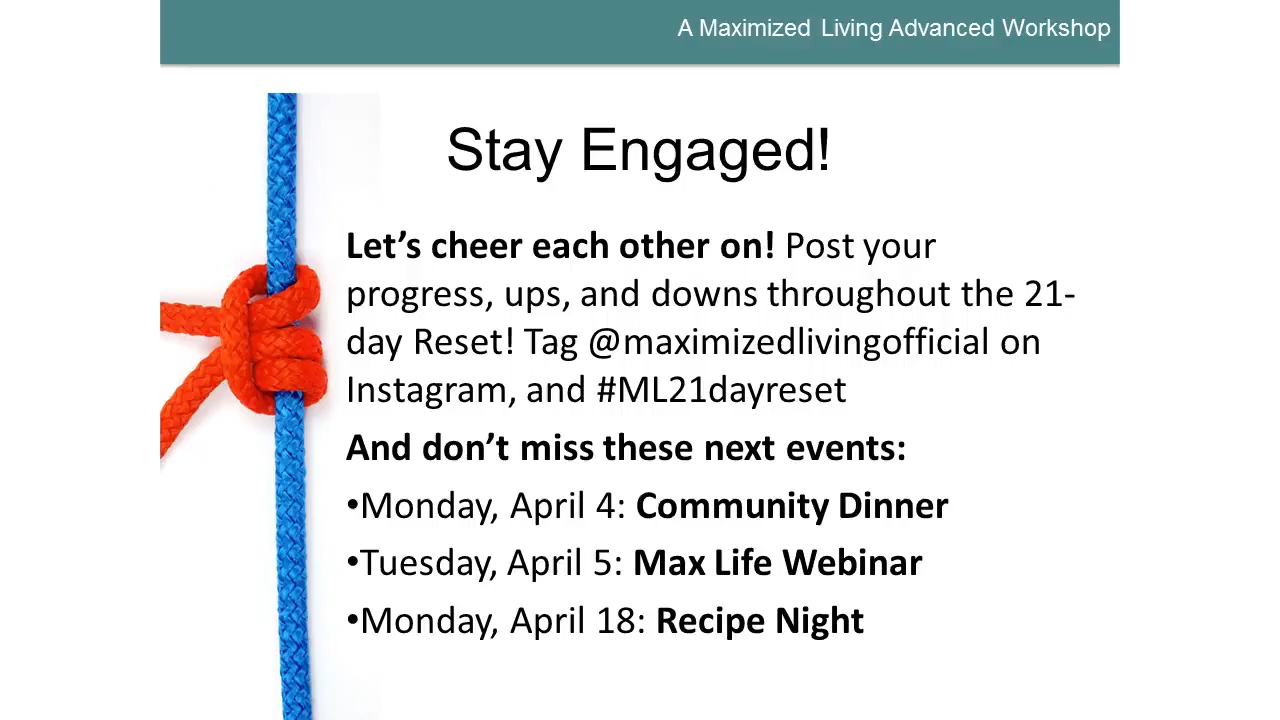 A Maximized Living Advanced Workshop
Stay Engaged!
Let’s cheer each other on! Post your
progress, ups, and downs throughout the 21-
day Reset! Tag @maximizedlivingofficial on
Instagram, and #ML21dayreset
And don’t miss these next events:
•Monday, April 4: Community Dinner
•Tuesday, April 5: Max Life Webinar
•Monday, April 18: Recipe Night